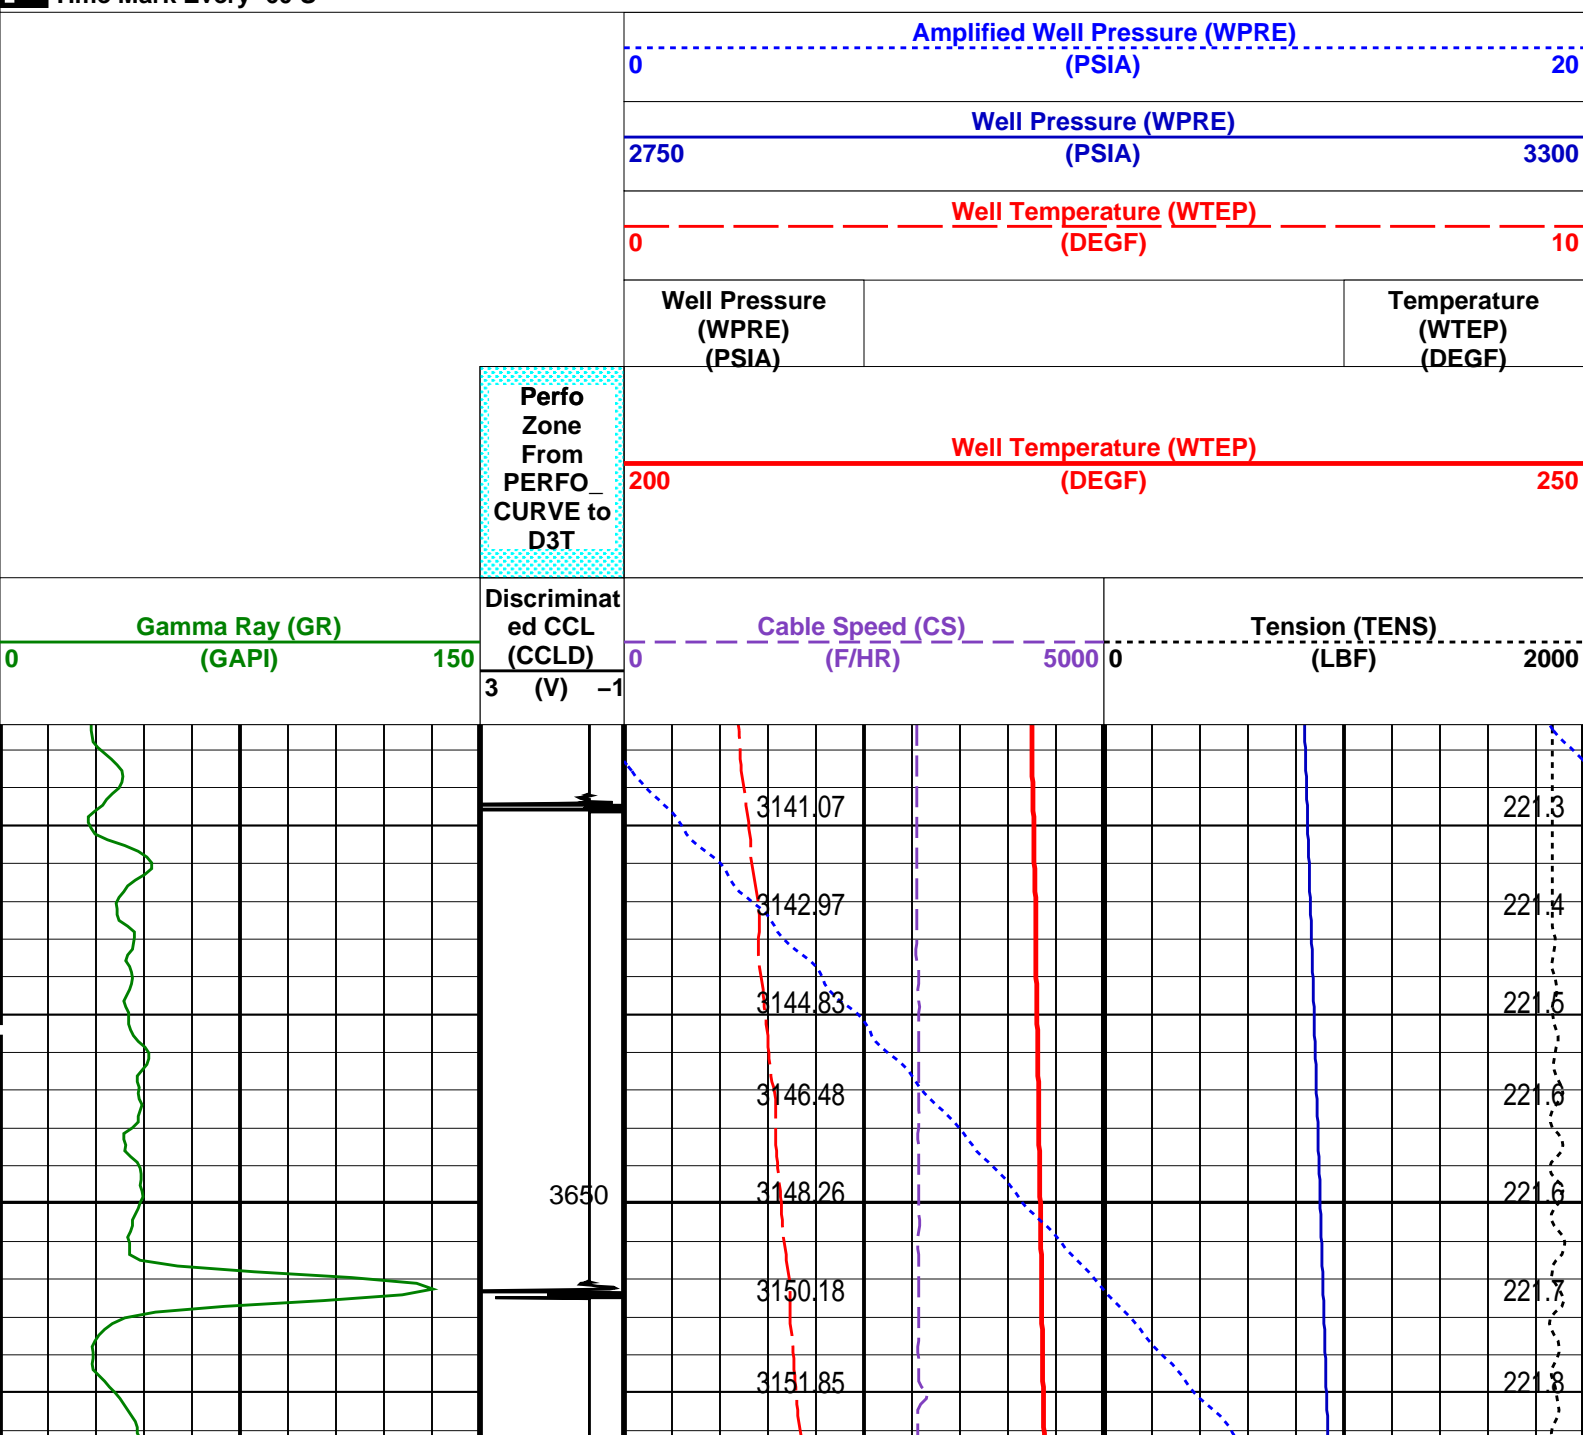 Amplified Well Pressure (WPRE)
0 (PSIA) 20
Well Pressure (WPRE)
2750 (PSIA) 3300
Well Temperature (WTEP)
0 (DEGF) 10
Well Pressure
(WPRE)
(PSIA)
Temperature
(WTEP)
(DEGF)
Perfo
Zone
From
PERFO_
CURVE to
D3T
Well Temperature (WTEP)
200 (DEGF) 250
Gamma Ray (GR)
0 (GAPI) 150
Discriminat
ed CCL
(CCLD)
3 (V) −1
Cable Speed (CS)
0 (F/HR) 5000
Tension (TENS)
0 (LBF) 2000
3141.07 221.3
3142.97 221.4
3144.83 221.5
3146.48 221.6
3650 3148.26 221.6
3150.18 221.7
3151.85 221.8